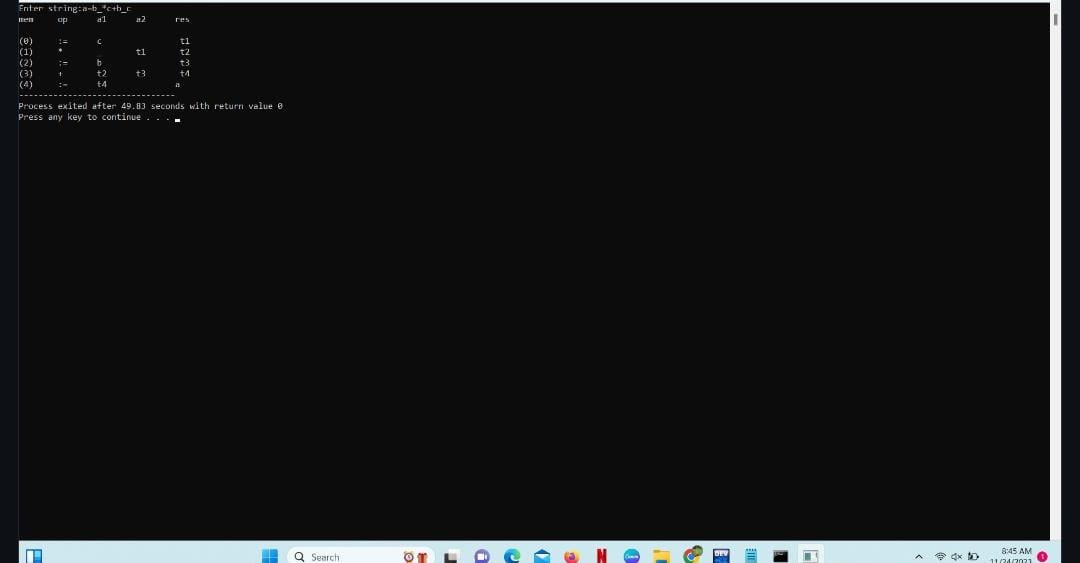 Enter string:a=b_*c+b_c
mem op a1 a2 res
(0) := c t1
(1) * _ t1 t2
(2) := b t3
(3) + t2 t3 t4
(4) := t4 a
--------------------------------
Process exited after 49.83 seconds with return value 0
Press any key to continue . . .
Search
DEV
8:45 AM
11/24/2023
1